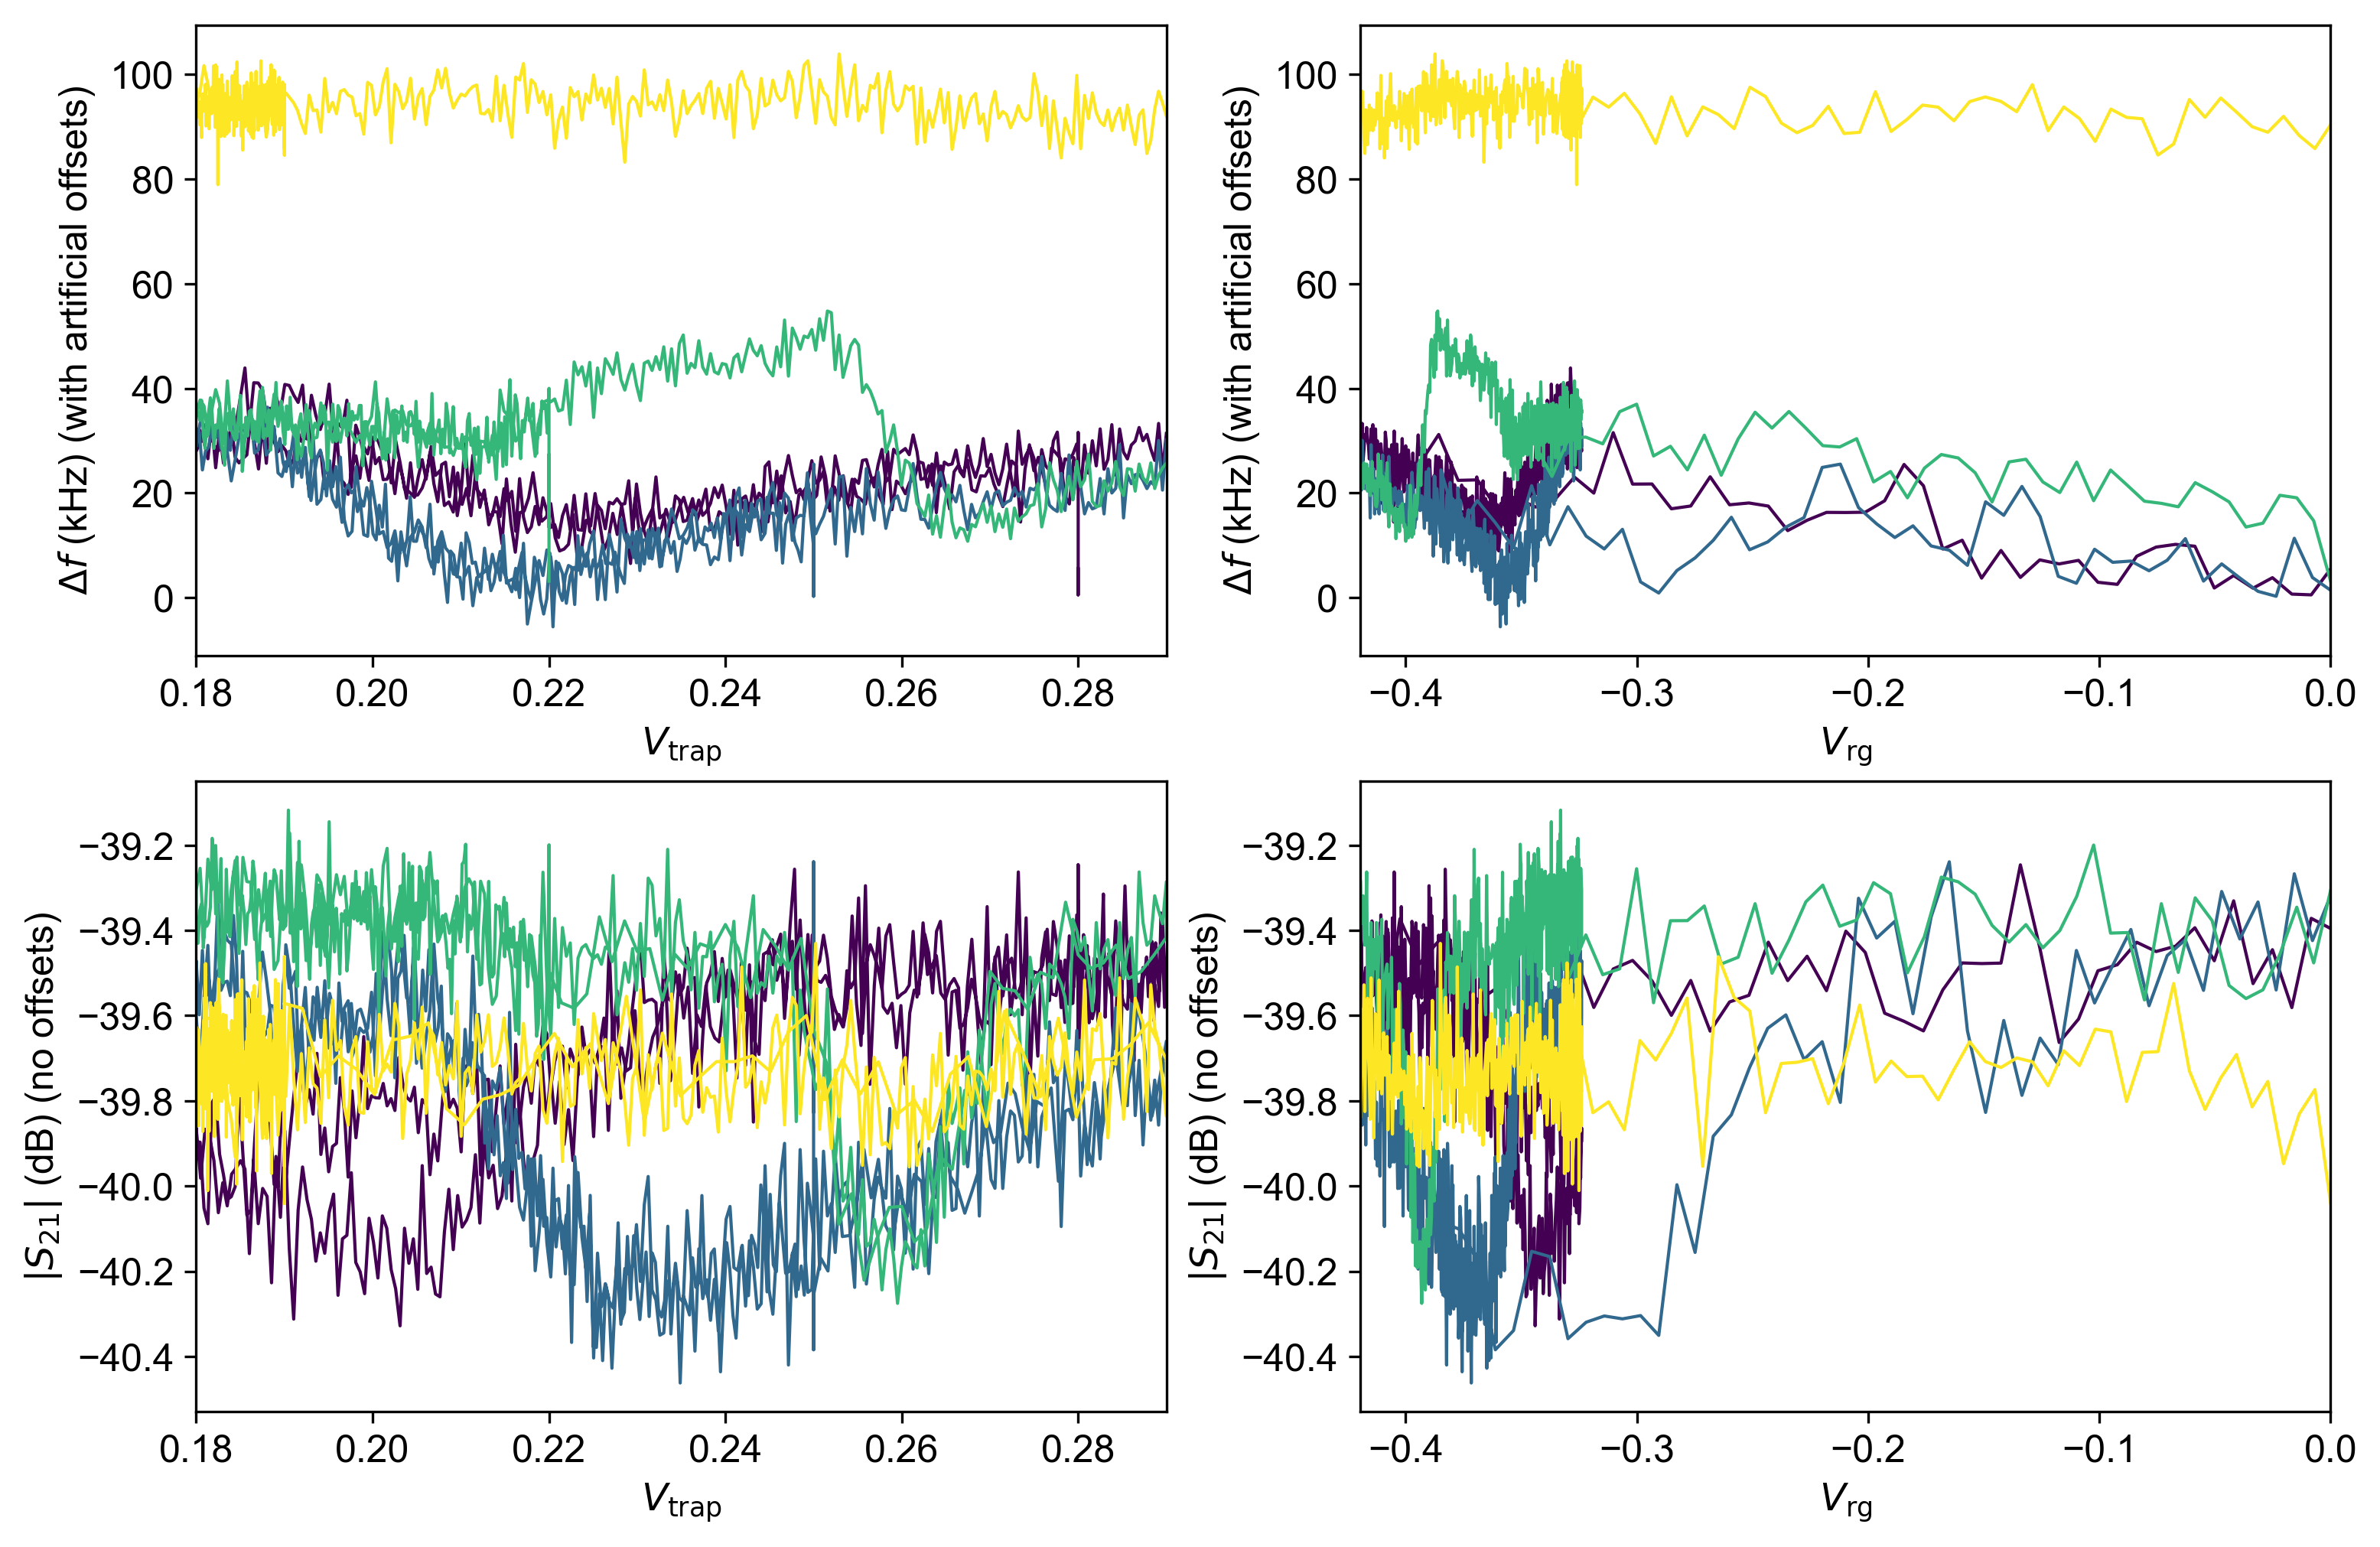 Δf (kHz) (with artificial offsets)
100
80
60
40
20
0
0.18 0.20 0.22 0.24 0.26 0.28
V_trap
Δf (kHz) (with artificial offsets)
100
80
60
40
20
0
−0.4 −0.3 −0.2 −0.1 0.0
V_rg
|S_21| (dB) (no offsets)
−39.2
−39.4
−39.6
−39.8
−40.0
−40.2
−40.4
0.18 0.20 0.22 0.24 0.26 0.28
V_trap
|S_21| (dB) (no offsets)
−39.2
−39.4
−39.6
−39.8
−40.0
−40.2
−40.4
−0.4 −0.3 −0.2 −0.1 0.0
V_rg